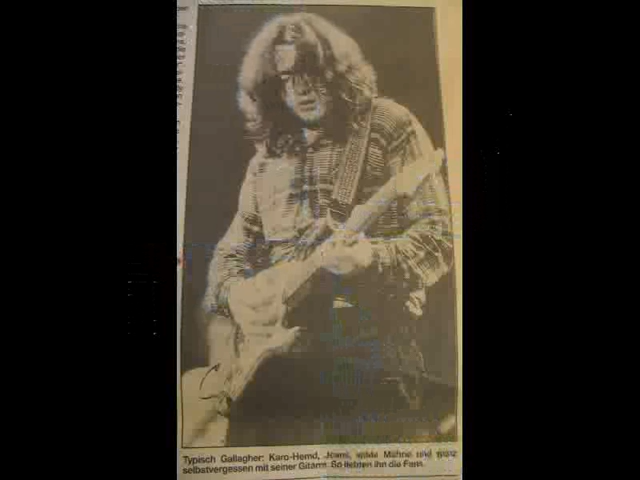 Typisch Gallagher: Karo-Hemd, Jeans, wilde Mähne und ganz
selbstvergessen mit seiner Gitarre. So liebten ihn die Fans.